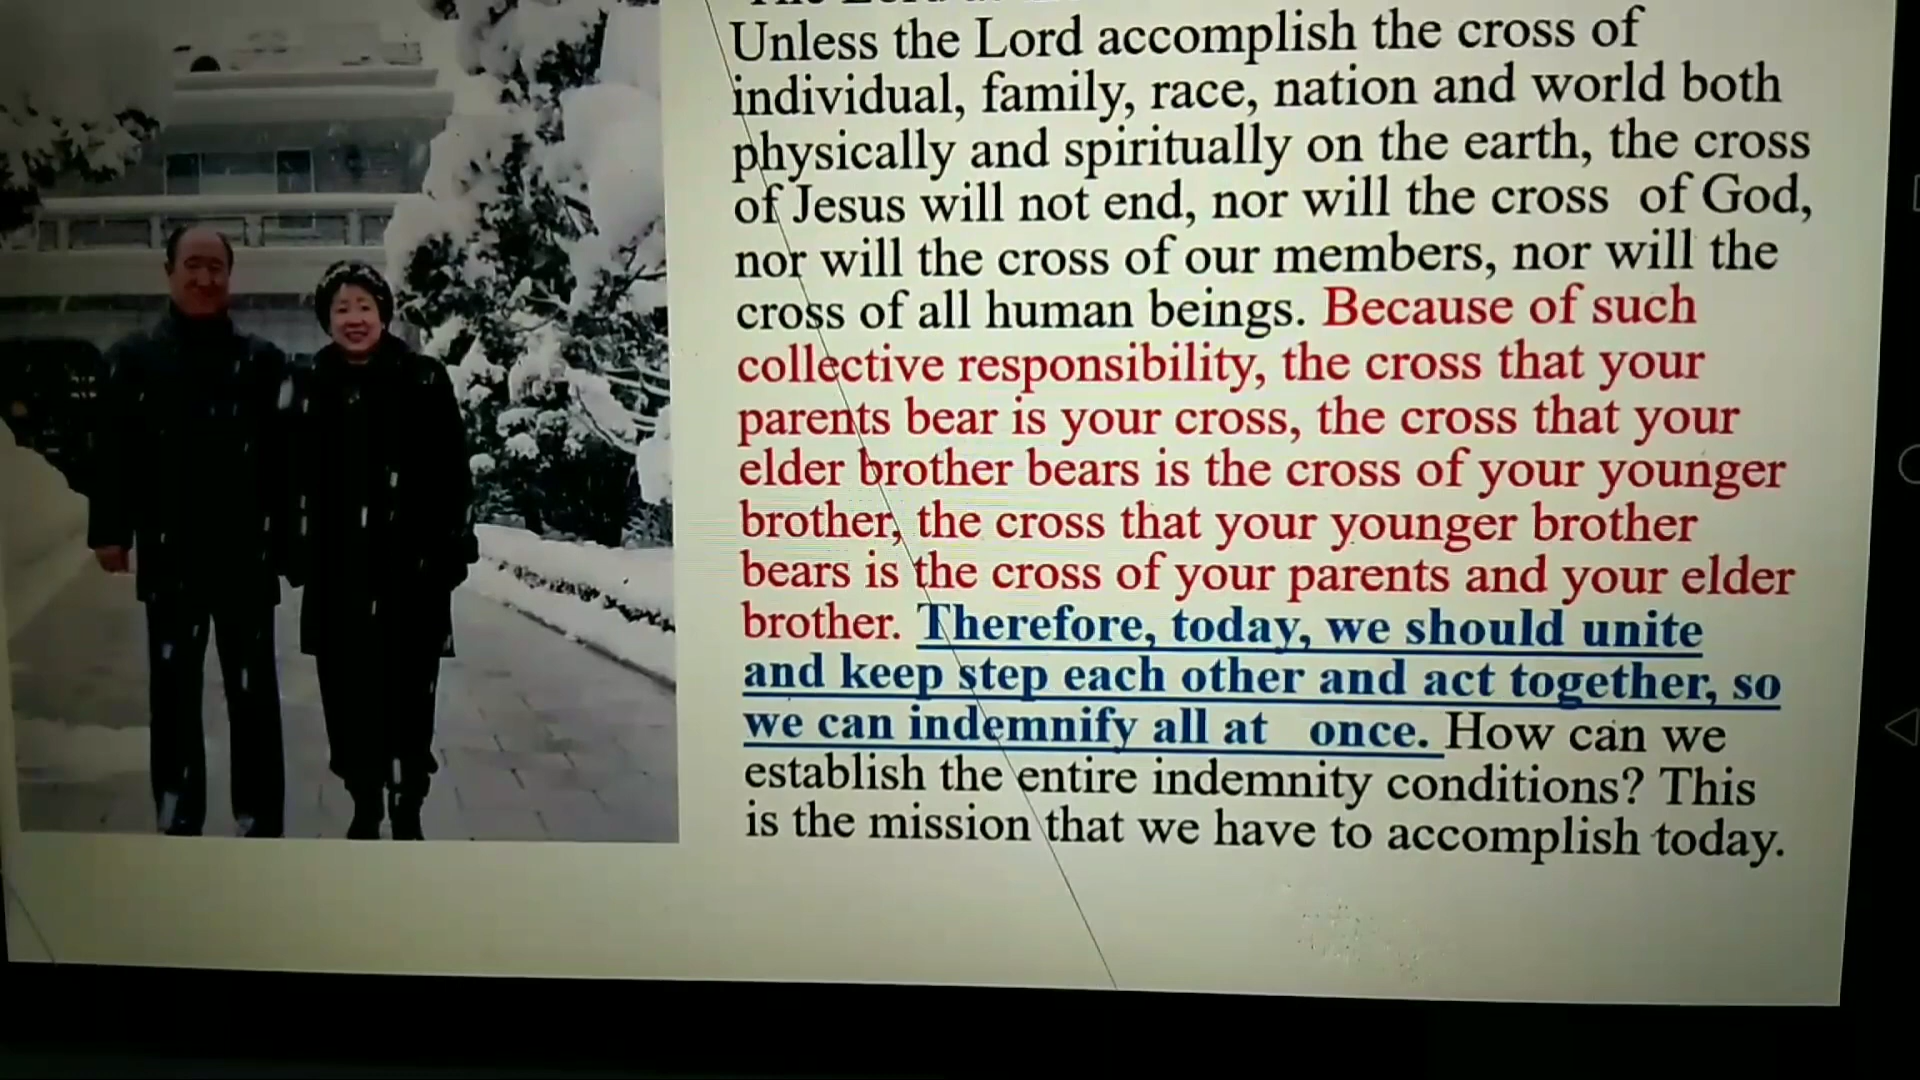 Unless the Lord accomplish the cross of
individual, family, race, nation and world both
physically and spiritually on the earth, the cross
of Jesus will not end, nor will the cross of God,
nor will the cross of our members, nor will the
cross of all human beings. Because of such
collective responsibility, the cross that your
parents bear is your cross, the cross that your
elder brother bears is the cross of your younger
brother, the cross that your younger brother
bears is the cross of your parents and your elder
brother. Therefore, today, we should unite
and keep step each other and act together, so
we can indemnify all at once. How can we
establish the entire indemnity conditions? This
is the mission that we have to accomplish today.